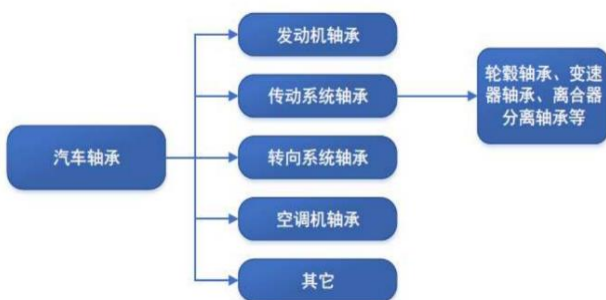 发动机轴承
传动系统轴承
轮毂轴承、变速
器轴承、离合器
分离轴承等
汽车轴承
转向系统轴承
空调机轴承
其它